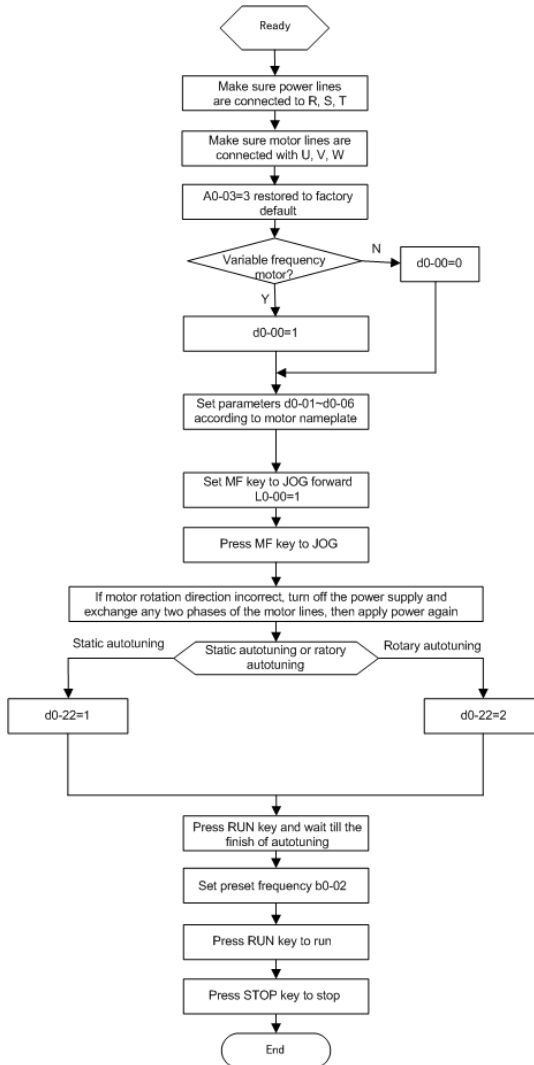 Ready
Make sure power lines
are connected to R, S, T
Make sure motor lines are
connected with U, V, W
A0-03=3 restored to factory
default
Variable frequency
motor?
N
d0-00=0
Y
d0-00=1
Set parameters d0-01~d0-06
according to motor nameplate
Set MF key to JOG forward
L0-00=1
Press MF key to JOG
If motor rotation direction incorrect, turn off the power supply and
exchange any two phases of the motor lines, then apply power again
Static autotuning
Static autotuning or ratory
autotuning
Rotary autotuning
d0-22=1
d0-22=2
Press RUN key and wait till the
finish of autotuning
Set preset frequency b0-02
Press RUN key to run
Press STOP key to stop
End